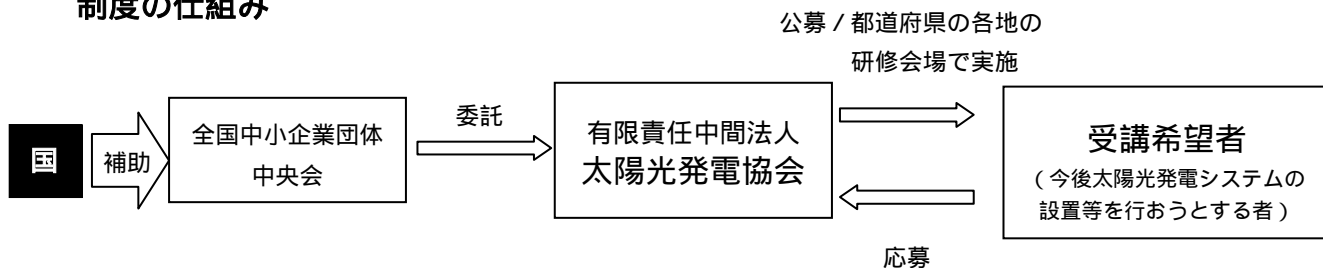 制度の仕組み
公募 / 都道府県の各地の
研修会場で実施
国
補助
全国中小企業団体
中央会
委託
有限責任中間法人
太陽光発電協会
受講希望者
( 今後太陽光発電システムの
設置等を行おうとする者 )
応募